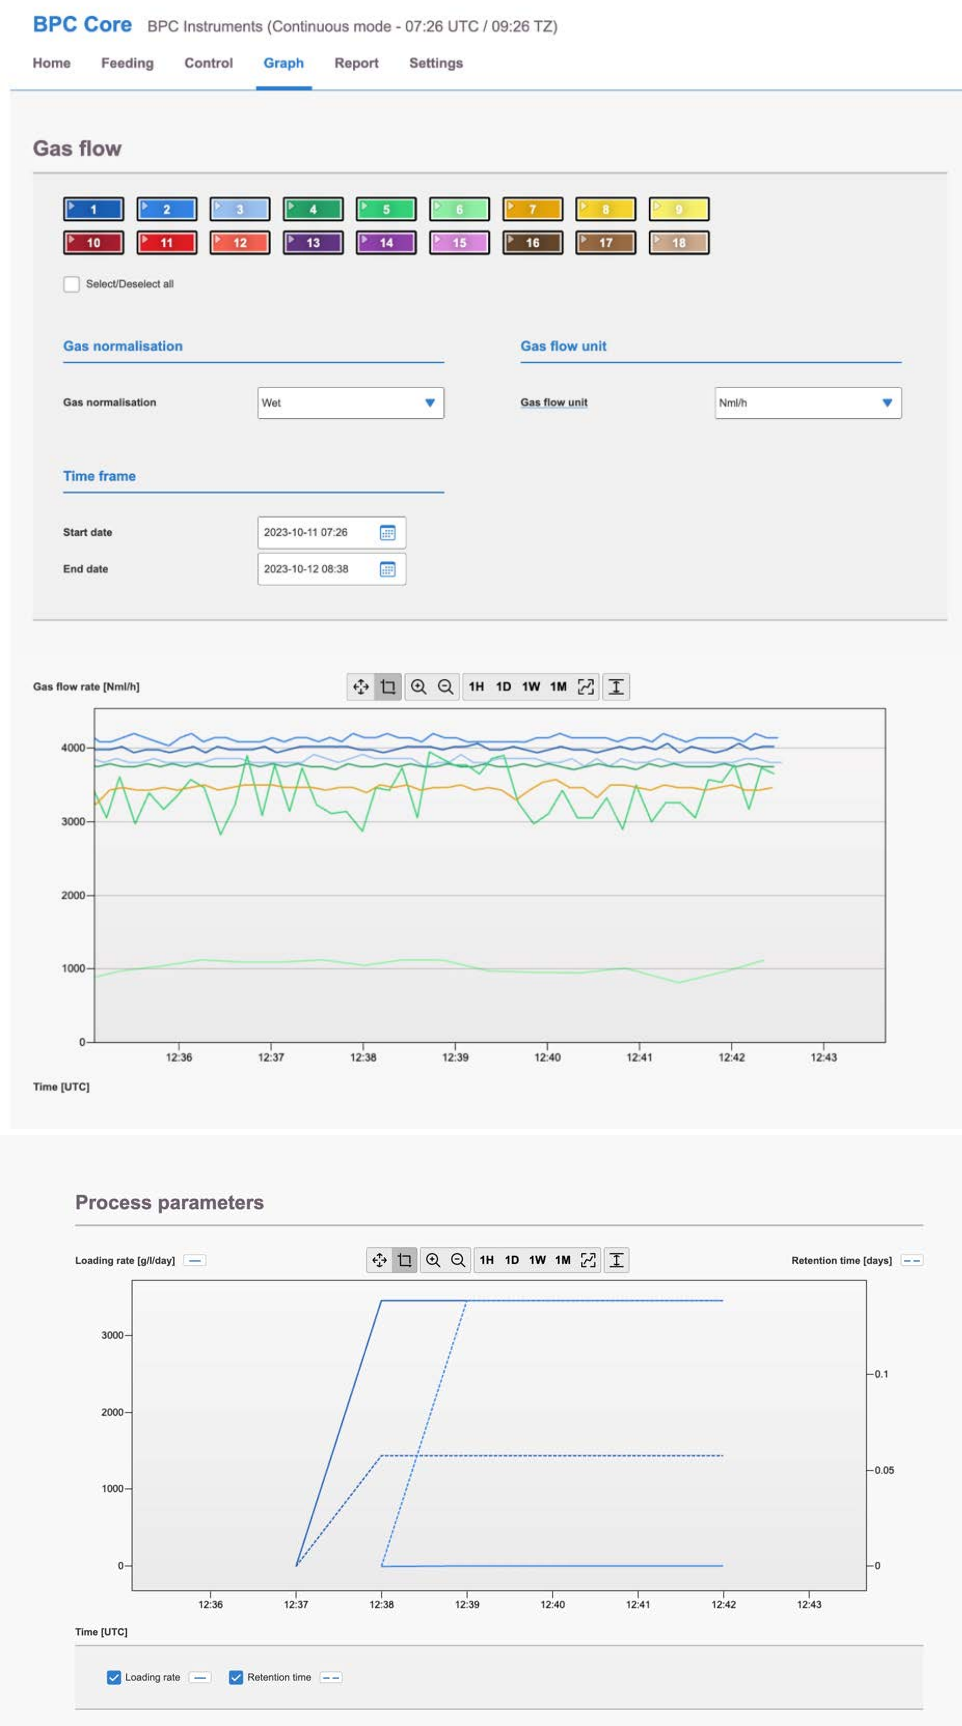 BPC Core BPC Instruments (Continuous mode - 07:26 UTC / 09:26 TZ)
Home Feeding Control Graph Report Settings
Gas flow
1 2 3 4 5 6 7 8 9
10 11 12 13 14 15 16 17 18
Select/Deselect all
Gas normalisation Gas flow unit
Gas normalisation Wet Gas flow unit Nml/h
Time frame
Start date 2023-10-11 07:26
End date 2023-10-12 08:38
Gas flow rate [Nml/h] 1H 1D 1W 1M
4000
3000
2000
1000
0
12:36 12:37 12:38 12:39 12:40 12:41 12:42 12:43
Time [UTC]
Process parameters
Loading rate [g/l/day] 1H 1D 1W 1M Retention time [days]
3000
0.1
2000
0.05
1000
0 0
12:36 12:37 12:38 12:39 12:40 12:41 12:42 12:43
Time [UTC]
Loading rate Retention time